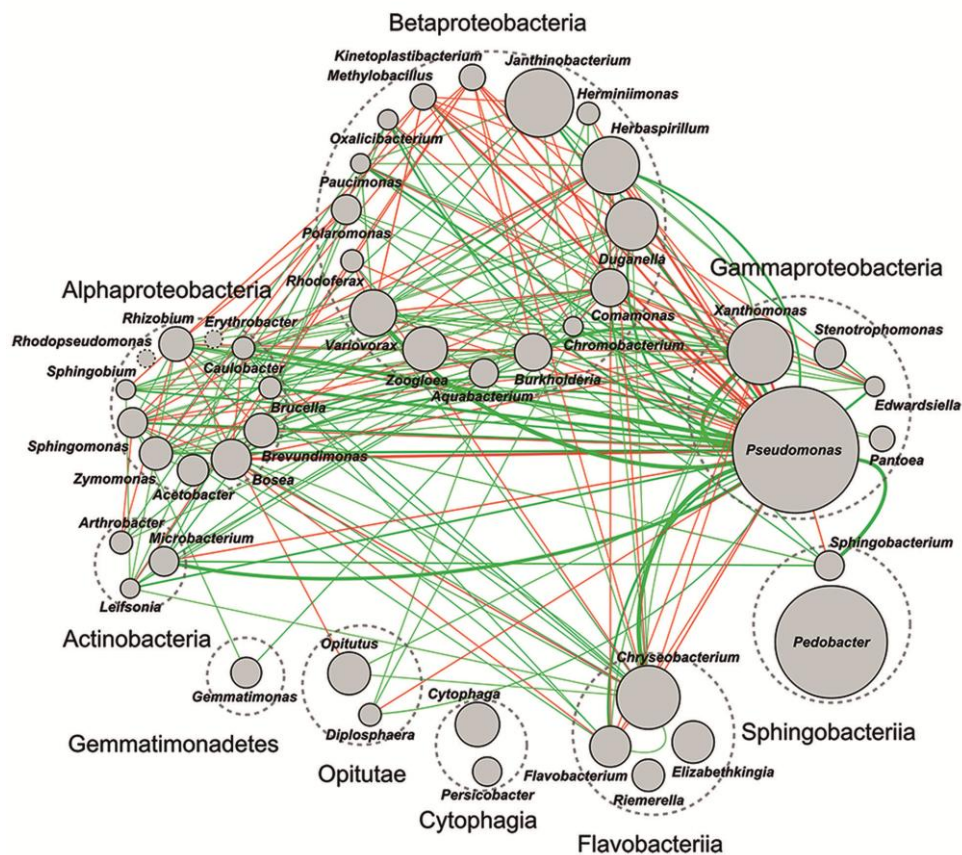 Betaproteobacteria
Kinetoplastibacterium
Janthinobacterium
Methylobacillus
Herminiimonas
Oxalicibacterium
Herbaspirillum
Paucimonas
Polaromonas
Duganella
Rhodoferax
Comamonas
Variovorax
Chromobacterium
Zoogloea
Burkholderia
Aquabacterium
Gammaproteobacteria
Xanthomonas
Stenotrophomonas
Edwardsiella
Pseudomonas
Pantoea
Alphaproteobacteria
Rhizobium
Erythrobacter
Rhodopseudomonas
Caulobacter
Sphingobium
Brucella
Sphingomonas
Brevundimonas
Zymomonas
Bosea
Acetobacter
Arthrobacter
Microbacterium
Leifsonia
Actinobacteria
Sphingobacterium
Pedobacter
Sphingobacteriia
Gemmatimonas
Gemmatimonadetes
Opitutus
Diplosphaera
Opitutae
Cytophaga
Persicobacter
Cytophagia
Chryseobacterium
Flavobacterium
Elizabethkingia
Riemerella
Flavobacteriia